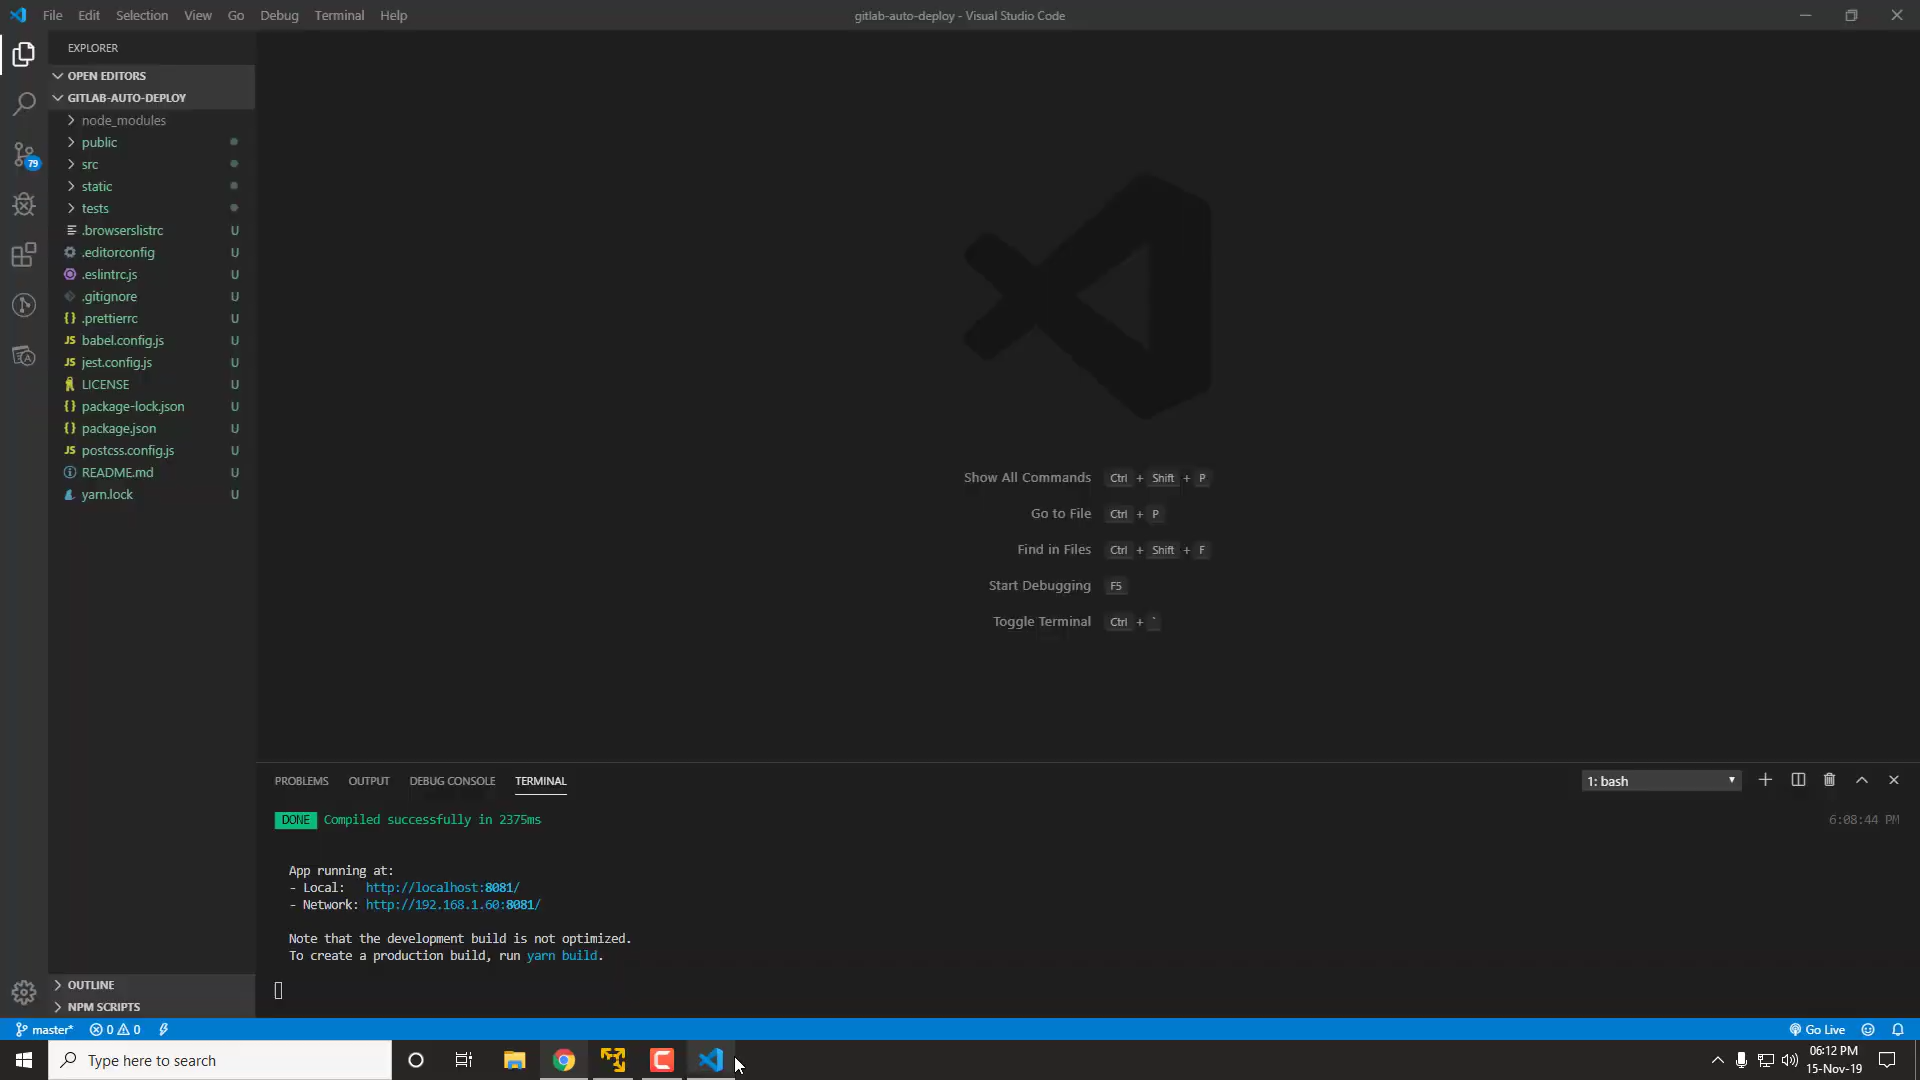 File Edit Selection View Go Debug Terminal Help
gitlab-auto-deploy - Visual Studio Code
EXPLORER
OPEN EDITORS
GITLAB-AUTO-DEPLOY
node_modules
public
src
79
static
tests
.browserslistrc U
.editorconfig U
.eslintrc.js U
.gitignore U
{} .prettierrc U
JS babel.config.js U
JS jest.config.js U
LICENSE U
{} package-lock.json U
{} package.json U
JS postcss.config.js U
README.md U
yarn.lock U
Show All Commands Ctrl + Shift + P
Go to File Ctrl + P
Find in Files Ctrl + Shift + F
Start Debugging F5
Toggle Terminal Ctrl + `
PROBLEMS OUTPUT DEBUG CONSOLE TERMINAL
1: bash
DONE Compiled successfully in 2375ms 6:08:44 PM
App running at:
- Local: http://localhost:8081/
- Network: http://192.168.1.60:8081/
Note that the development build is not optimized.
To create a production build, run yarn build.
OUTLINE
NPM SCRIPTS
master* 0 0
Go Live
Type here to search
06:12 PM
15-Nov-19